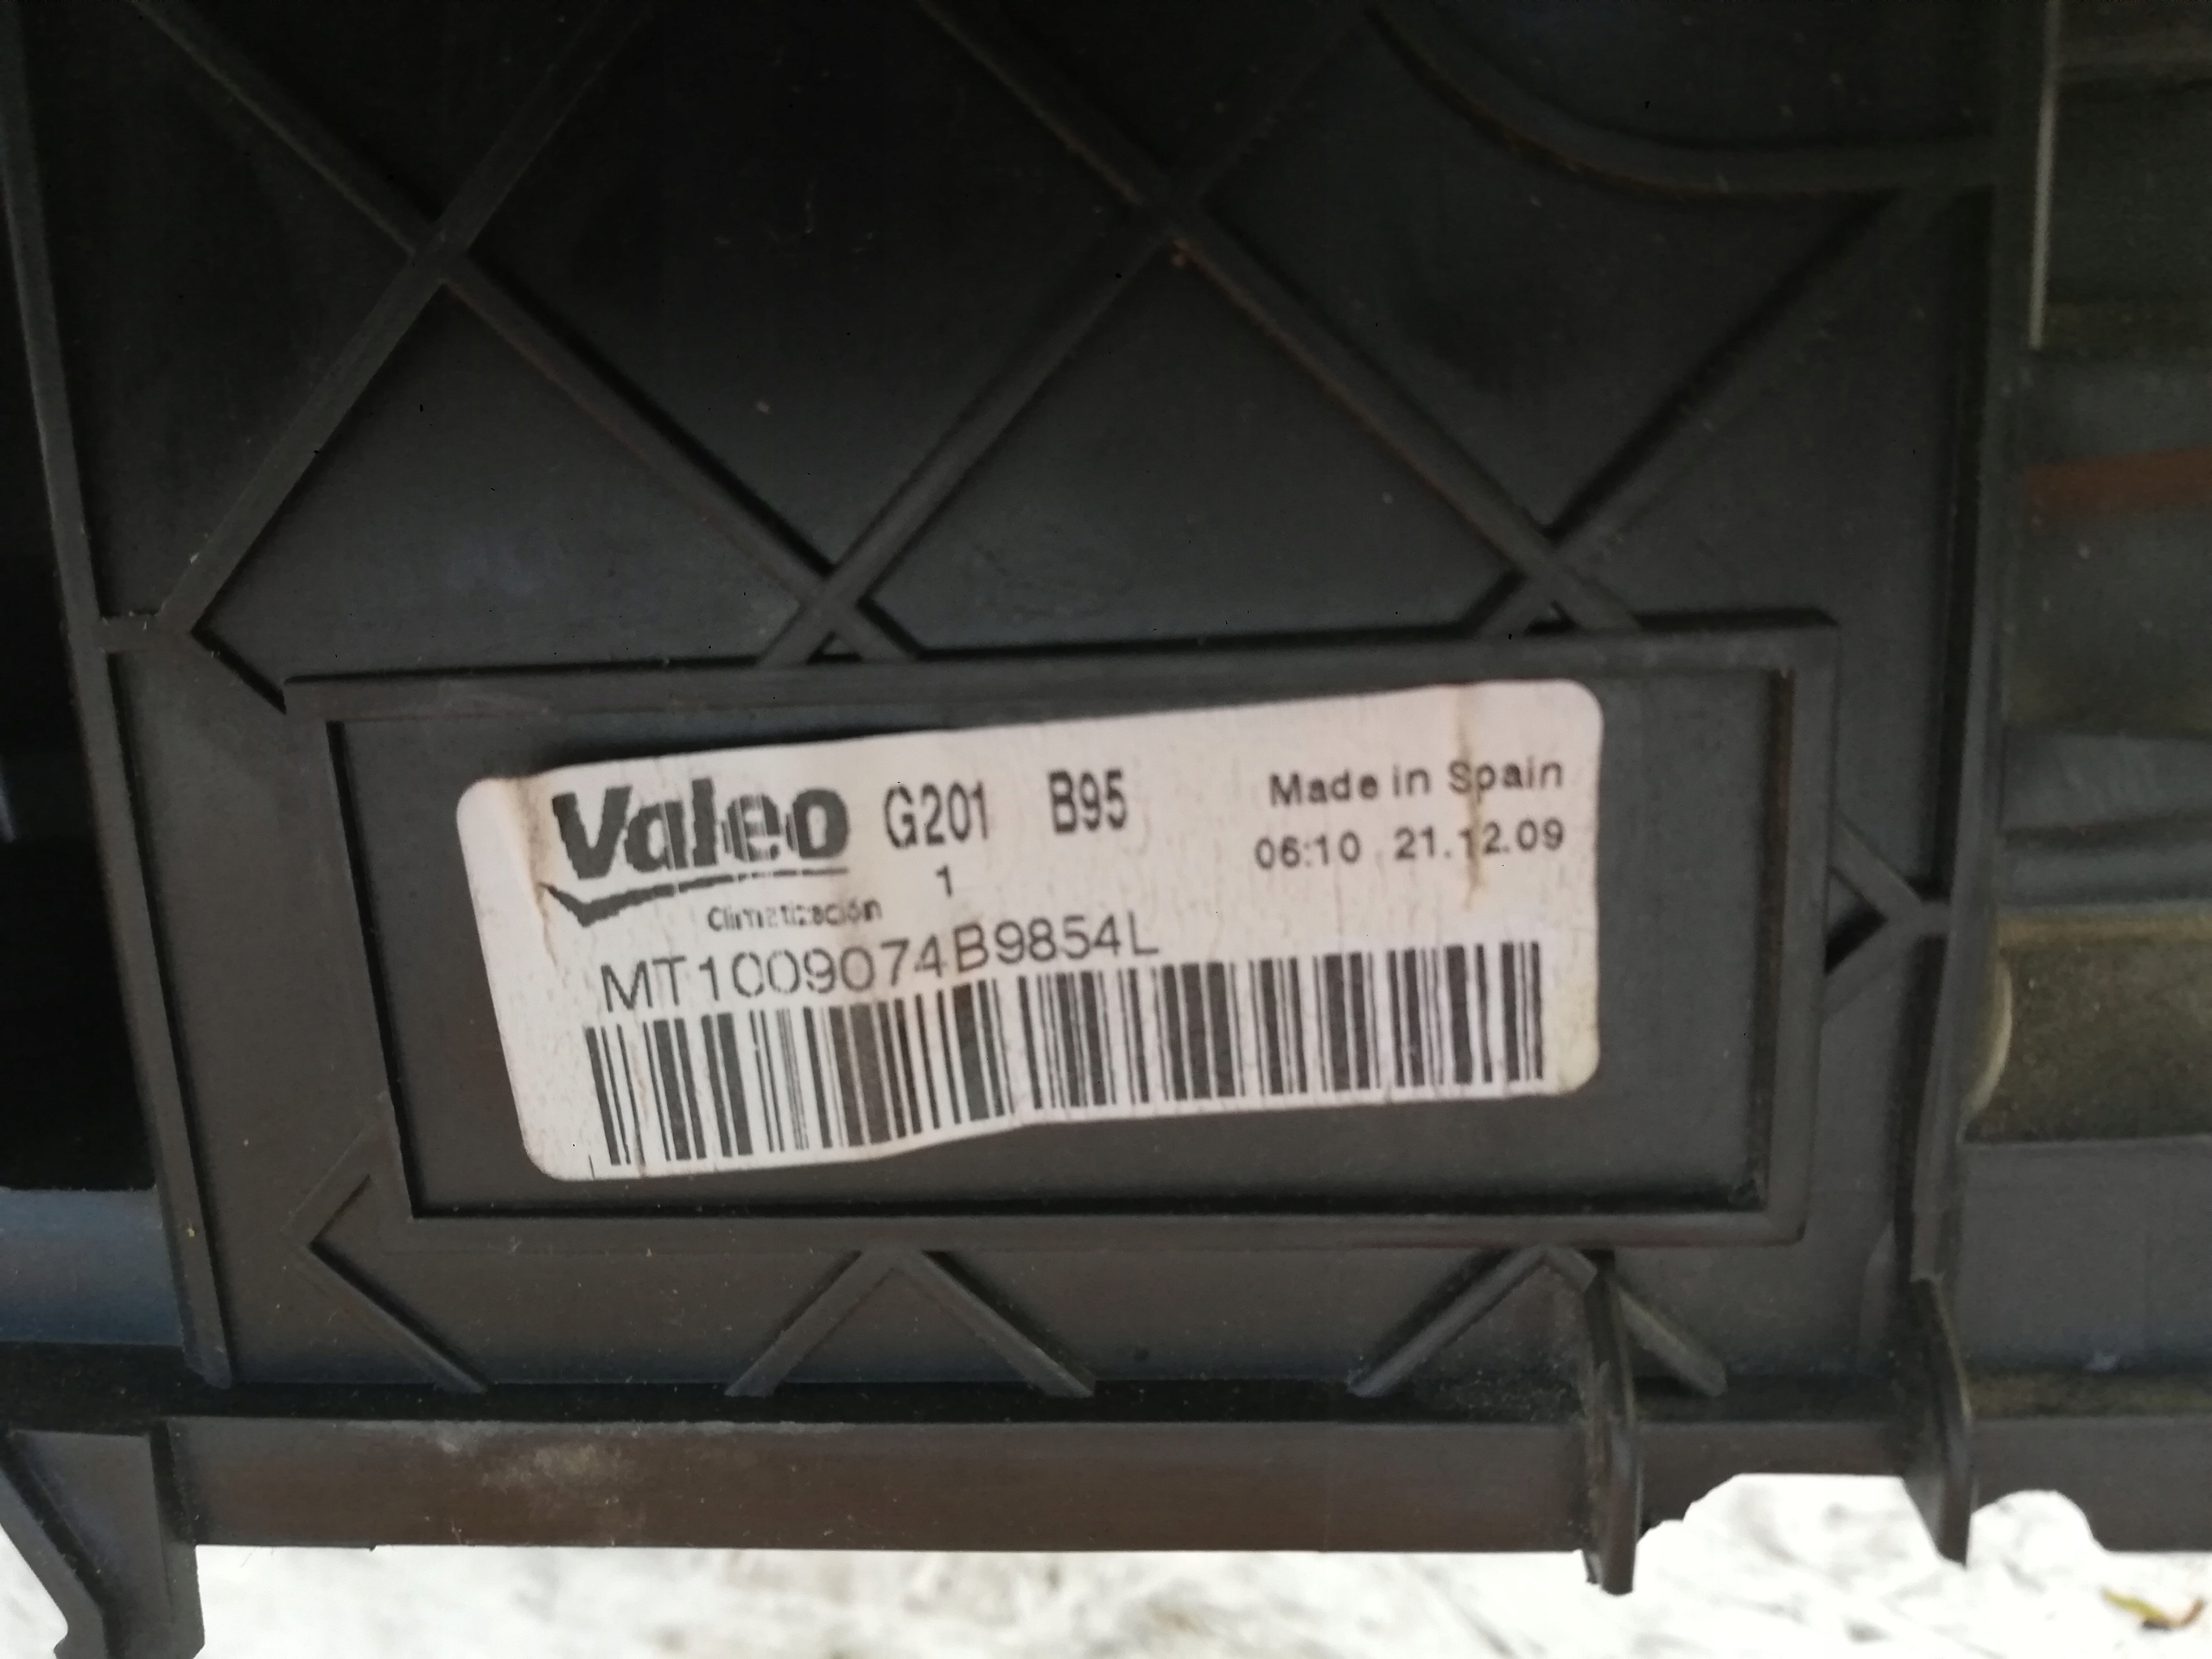 Valeo G201 B95 Made in Spain
1 06:10 21.12.09
Climatización
MT1009074B9854L